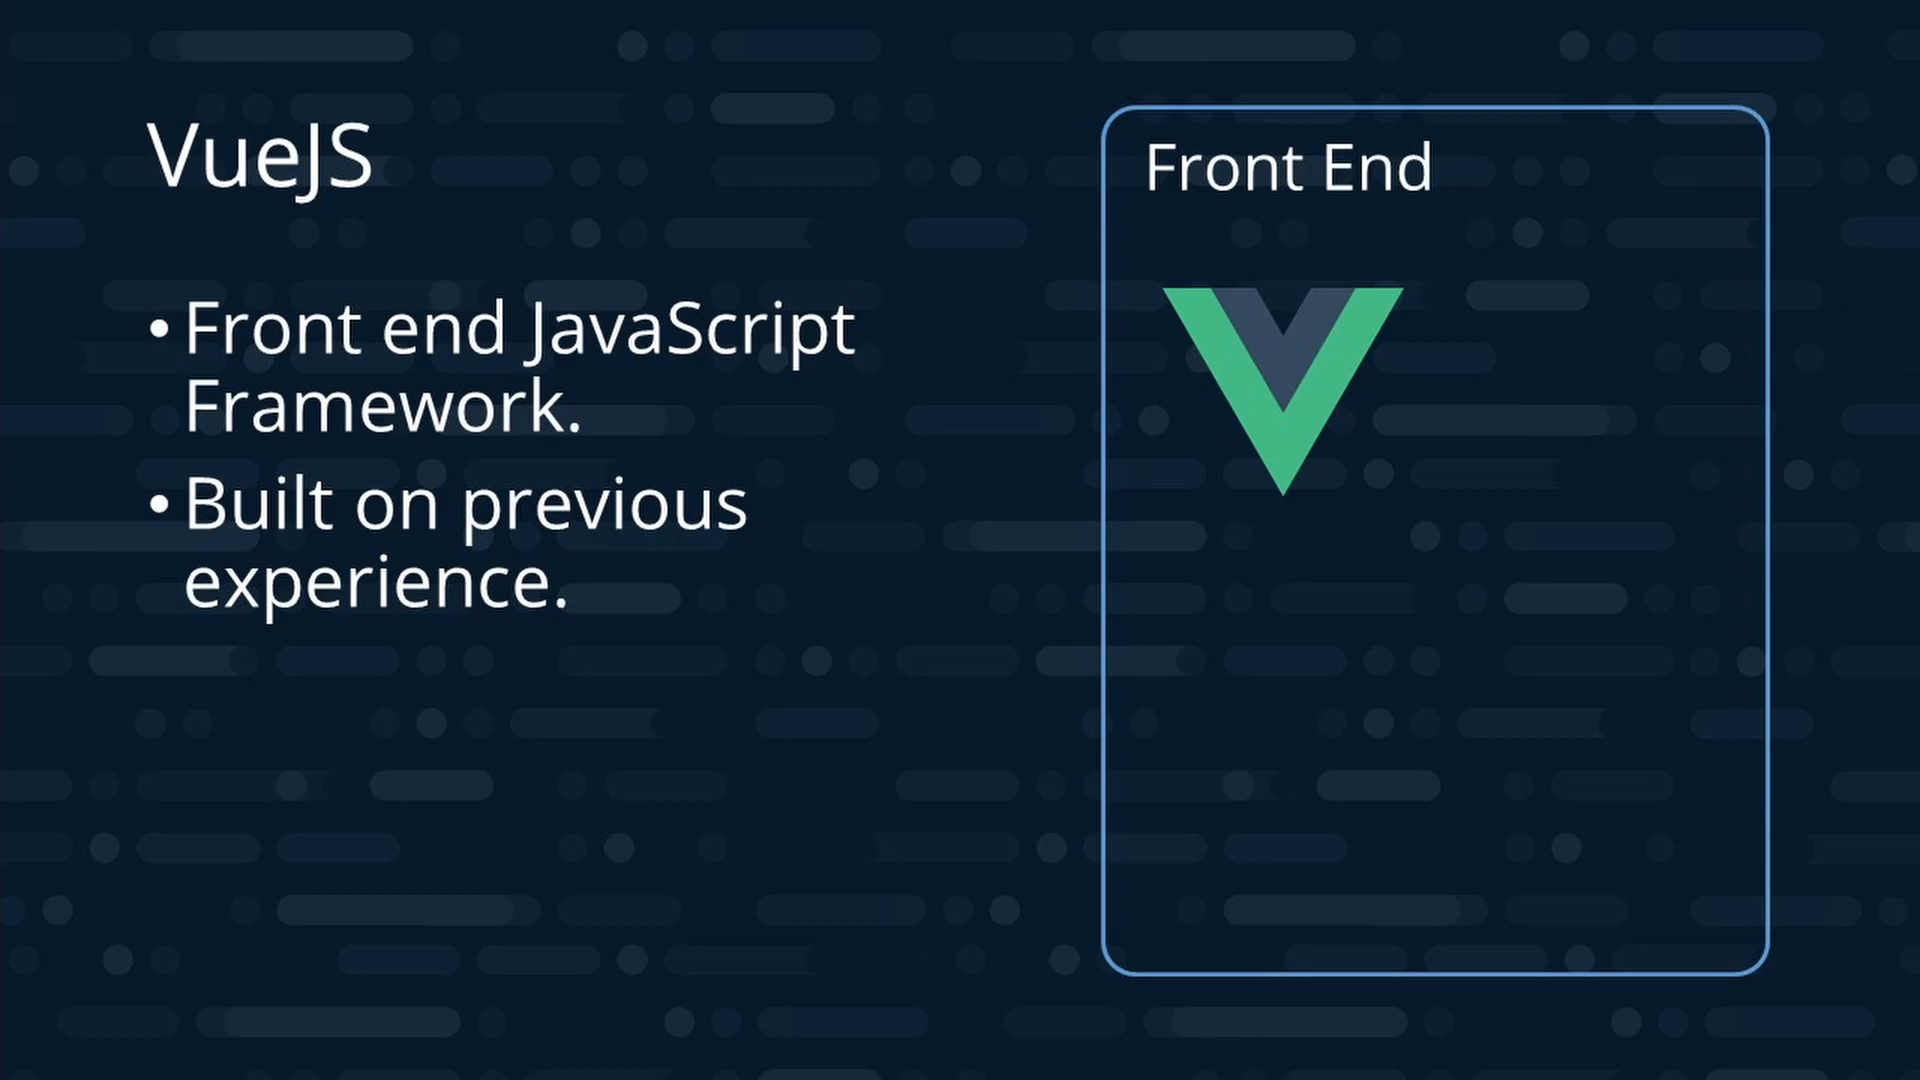 VueJS
• Front end JavaScript
Framework.
• Built on previous
experience.
Front End